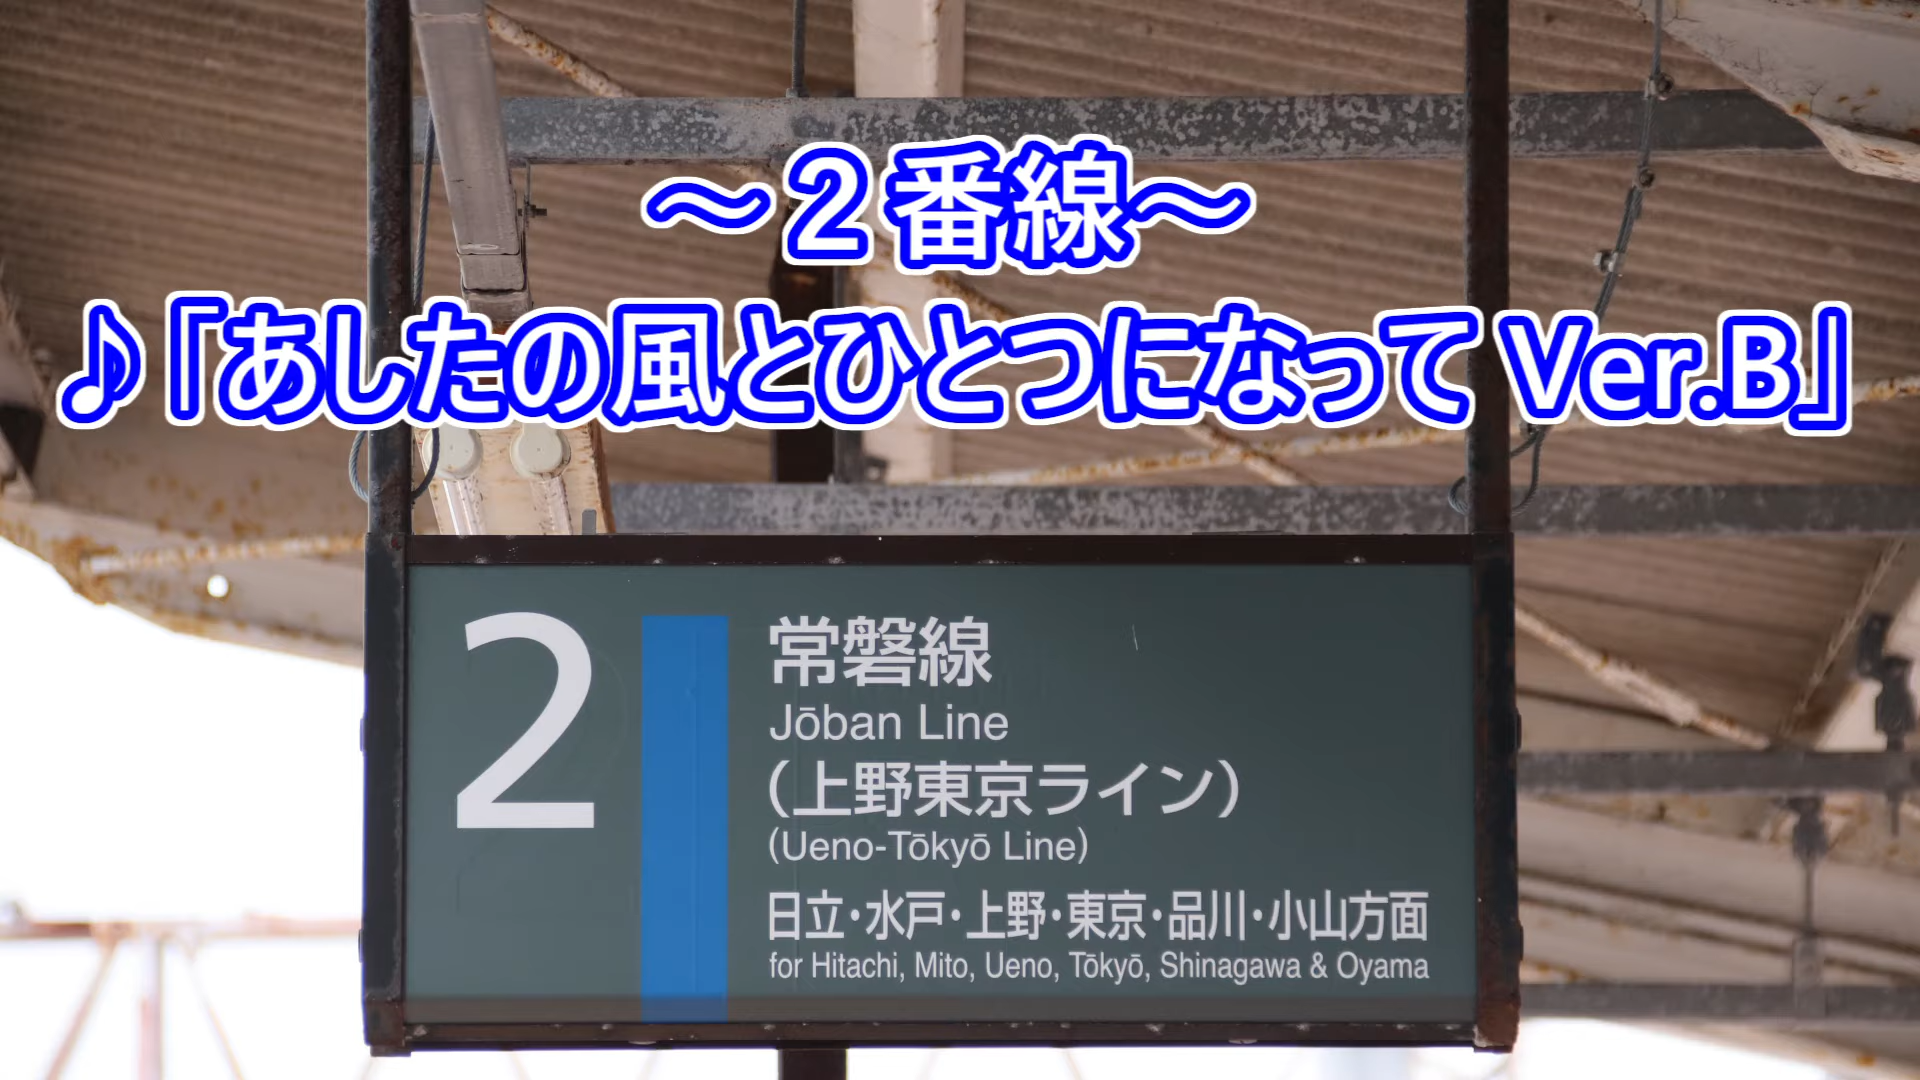 ～２番線～
♪「あしたの風とひとつになって Ver.B」
2
常磐線
Jōban Line
（上野東京ライン）
(Ueno-Tōkyō Line)
日立・水戸・上野・東京・品川・小山方面
for Hitachi, Mito, Ueno, Tōkyō, Shinagawa & Oyama